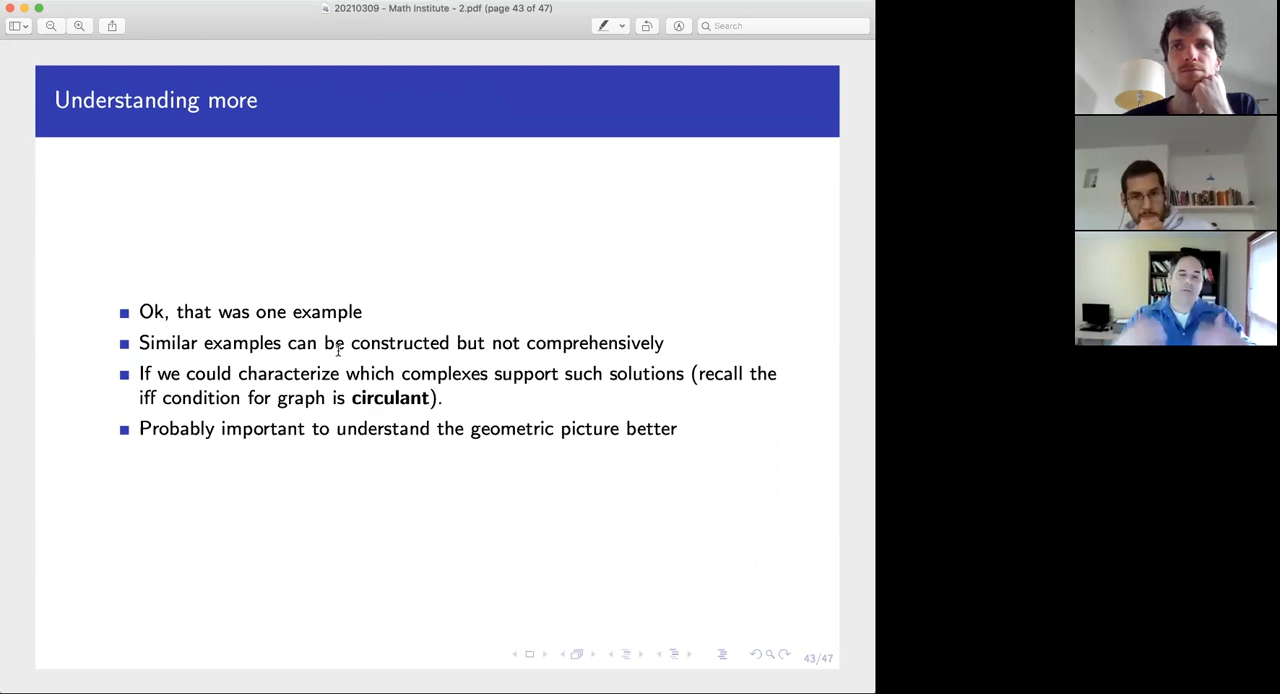 20210309 - Math Institute - 2.pdf (page 43 of 47)
Search
Understanding more
Ok, that was one example
Similar examples can be constructed but not comprehensively
If we could characterize which complexes support such solutions (recall the
iff condition for graph is circulant).
Probably important to understand the geometric picture better
43/47